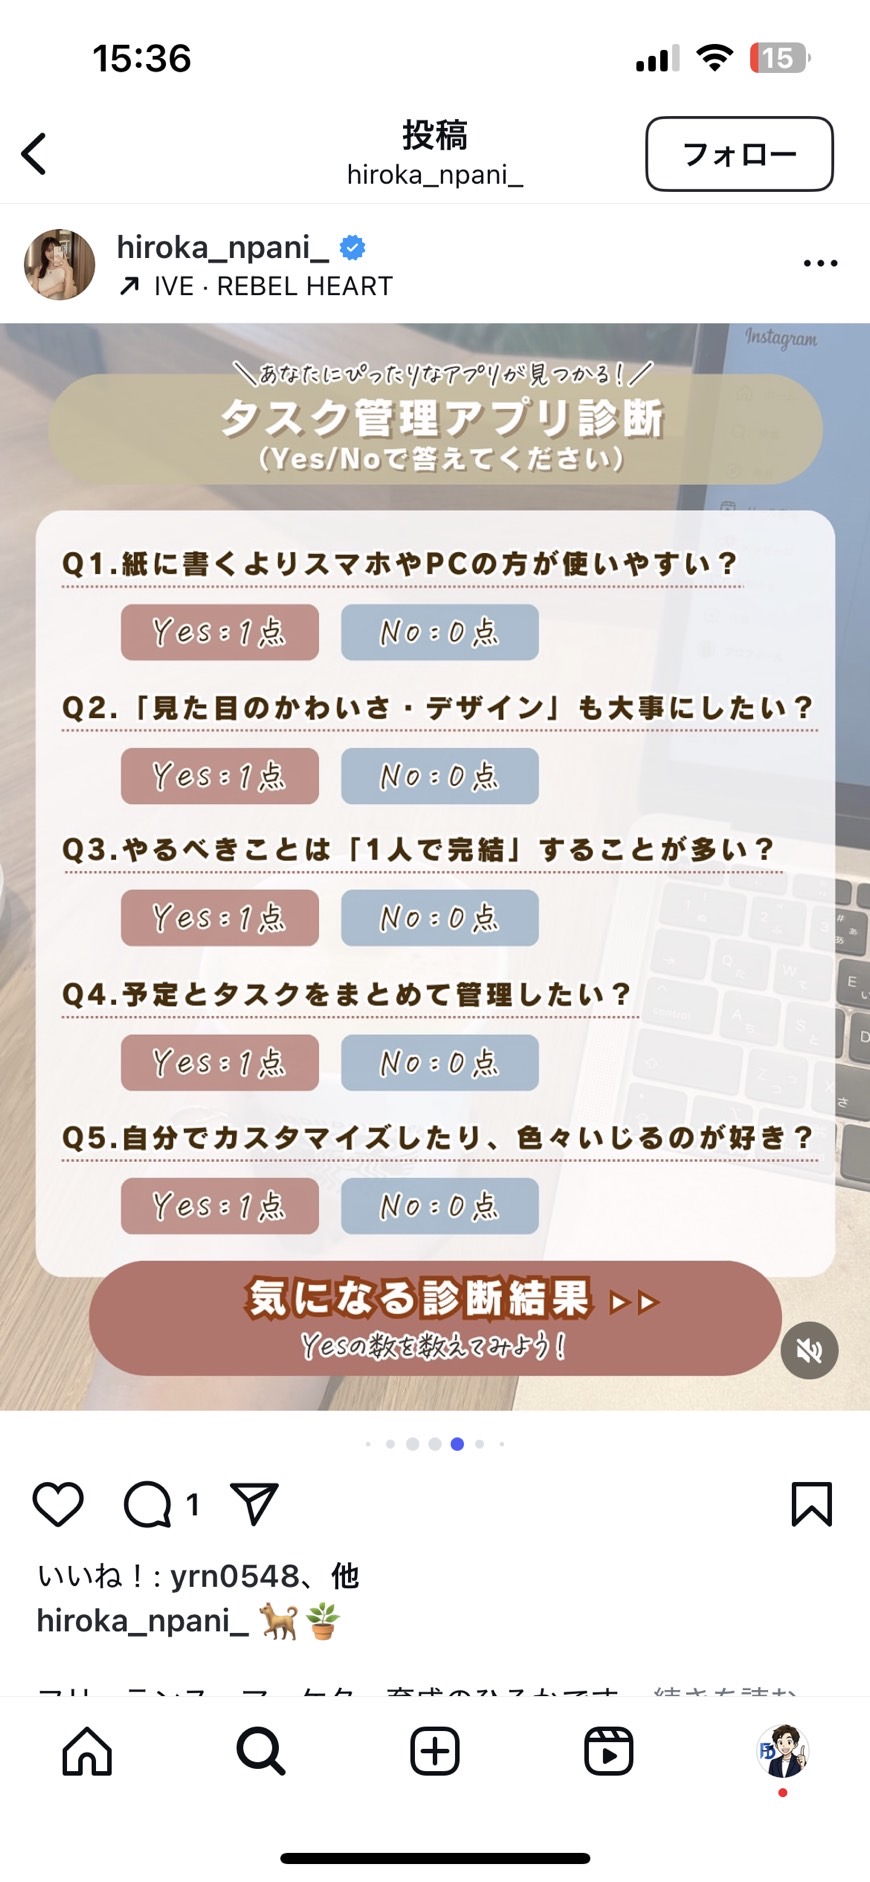 15:36
15
投稿
hiroka_npani_
フォロー
hiroka_npani_
IVE · REBEL HEART
Instagram
＼あなたにぴったりなアプリが見つかる！／
タスク管理アプリ診断
（Yes/Noで答えてください）
Q1.紙に書くよりスマホやPCの方が使いやすい？
Yes：1点 No：0点
Q2.「見た目のかわいさ・デザイン」も大事にしたい？
Yes：1点 No：0点
Q3.やるべきことは「1人で完結」することが多い？
Yes：1点 No：0点
Q4.予定とタスクをまとめて管理したい？
Yes：1点 No：0点
Q5.自分でカスタマイズしたり、色々いじるのが好き？
Yes：1点 No：0点
気になる診断結果 ▷▷
Yesの数を数えてみよう！
1
いいね！: yrn0548、他
hiroka_npani_ 🐕🪴